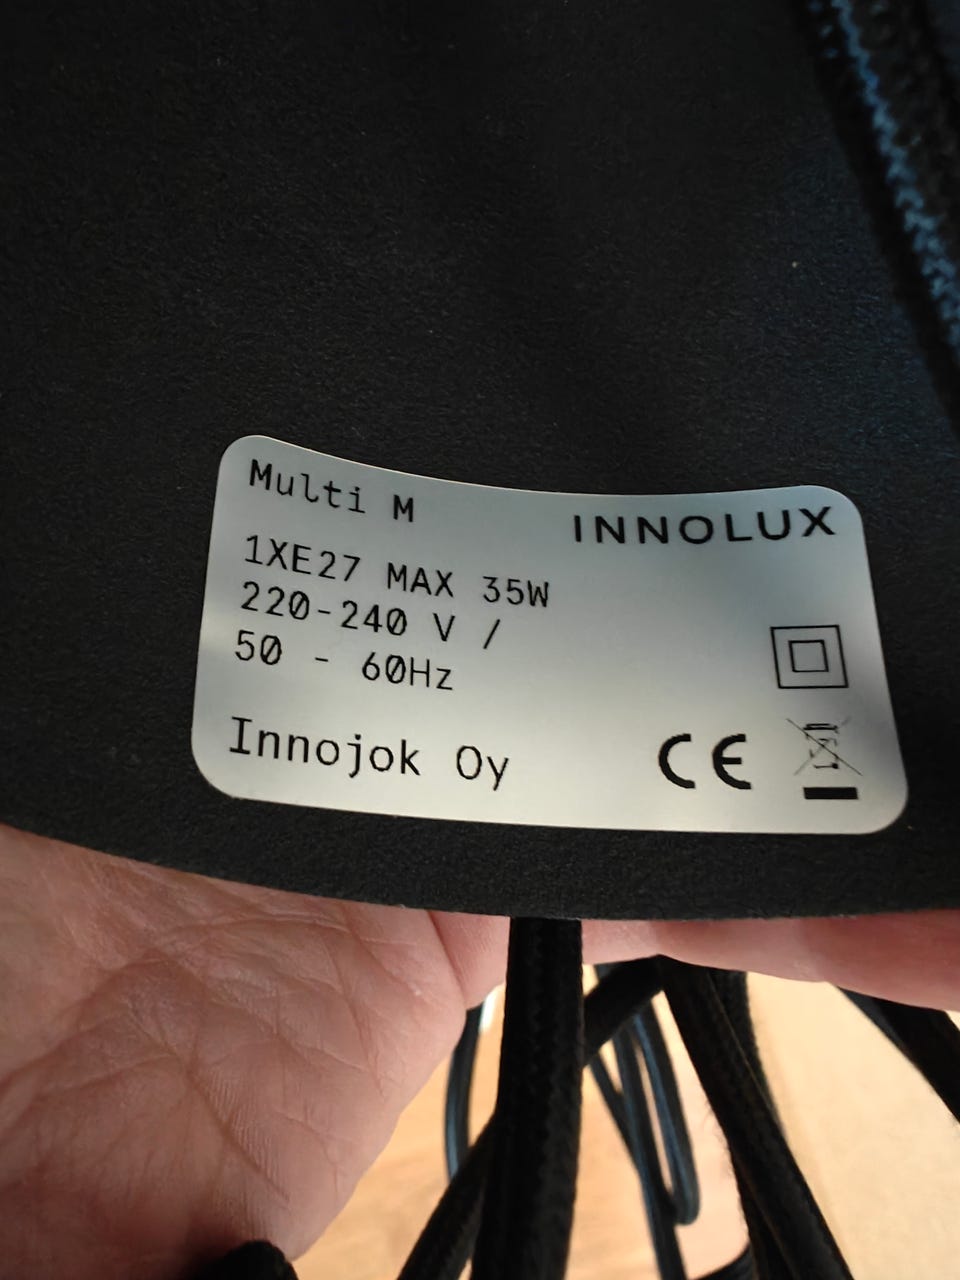 Multi M
INNOLUX
1XE27 MAX 35W
220-240 V /
50 - 60Hz
Innojok Oy
CE